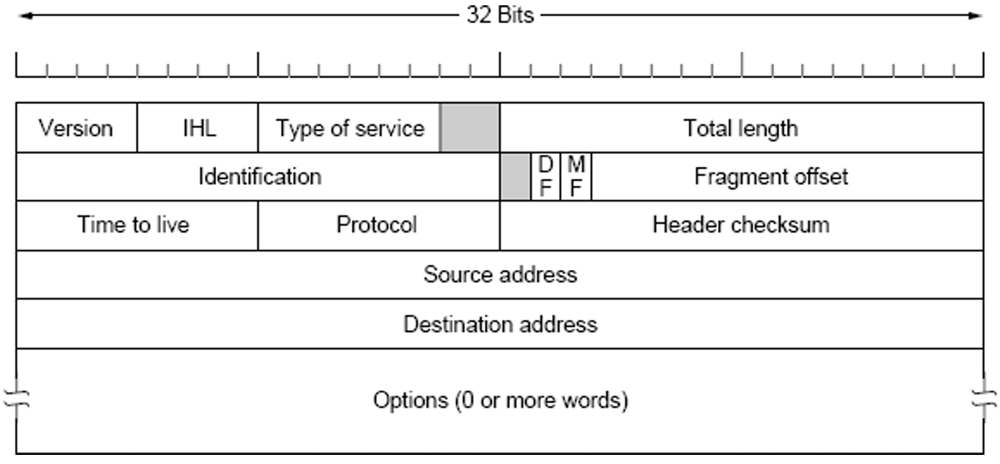 32 Bits
Version IHL Type of service Total length
Identification D F M F Fragment offset
Time to live Protocol Header checksum
Source address
Destination address
Options (0 or more words)